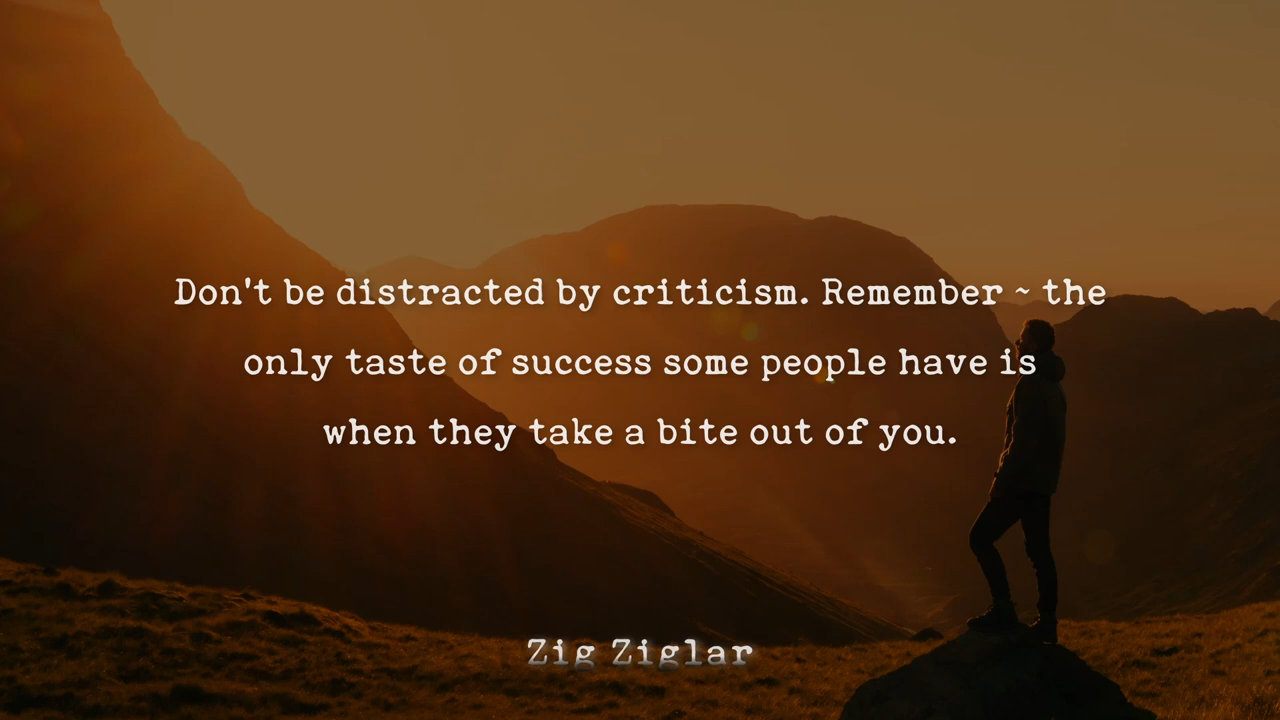 Don't be distracted by criticism. Remember ~ the
only taste of success some people have is
when they take a bite out of you.
Zig Ziglar